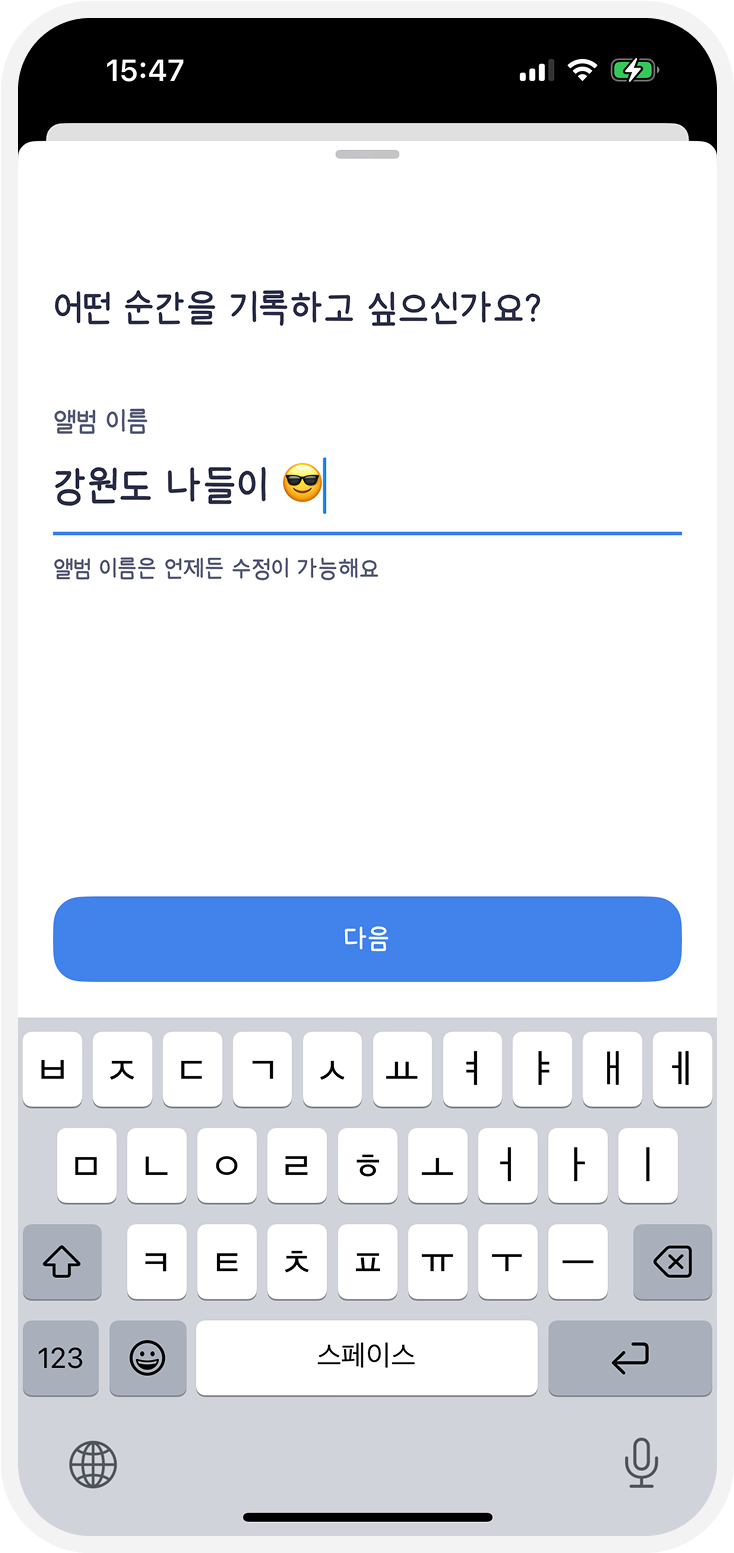 15:47
어떤 순간을 기록하고 싶으신가요?
앨범 이름
강원도 나들이 😎
앨범 이름은 언제든 수정이 가능해요
다음
ㅂ ㅈ ㄷ ㄱ ㅅ ㅛ ㅕ ㅑ ㅐ ㅔ
ㅁ ㄴ ㅇ ㄹ ㅎ ㅗ ㅓ ㅏ ㅣ
ㅋ ㅌ ㅊ ㅍ ㅠ ㅜ ㅡ
123 스페이스